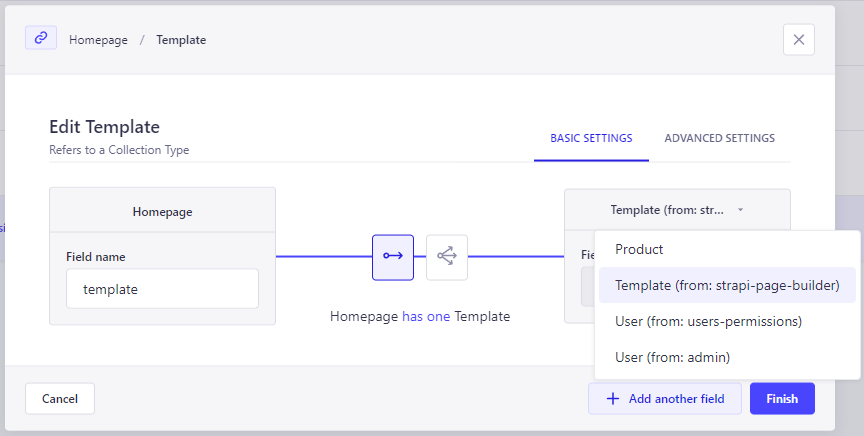 Homepage / Template
Edit Template
Refers to a Collection Type
BASIC SETTINGS
ADVANCED SETTINGS
Homepage
Field name
template
Homepage has one Template
Template (from: str...
Product
Template (from: strapi-page-builder)
User (from: users-permissions)
User (from: admin)
Cancel
Add another field
Finish